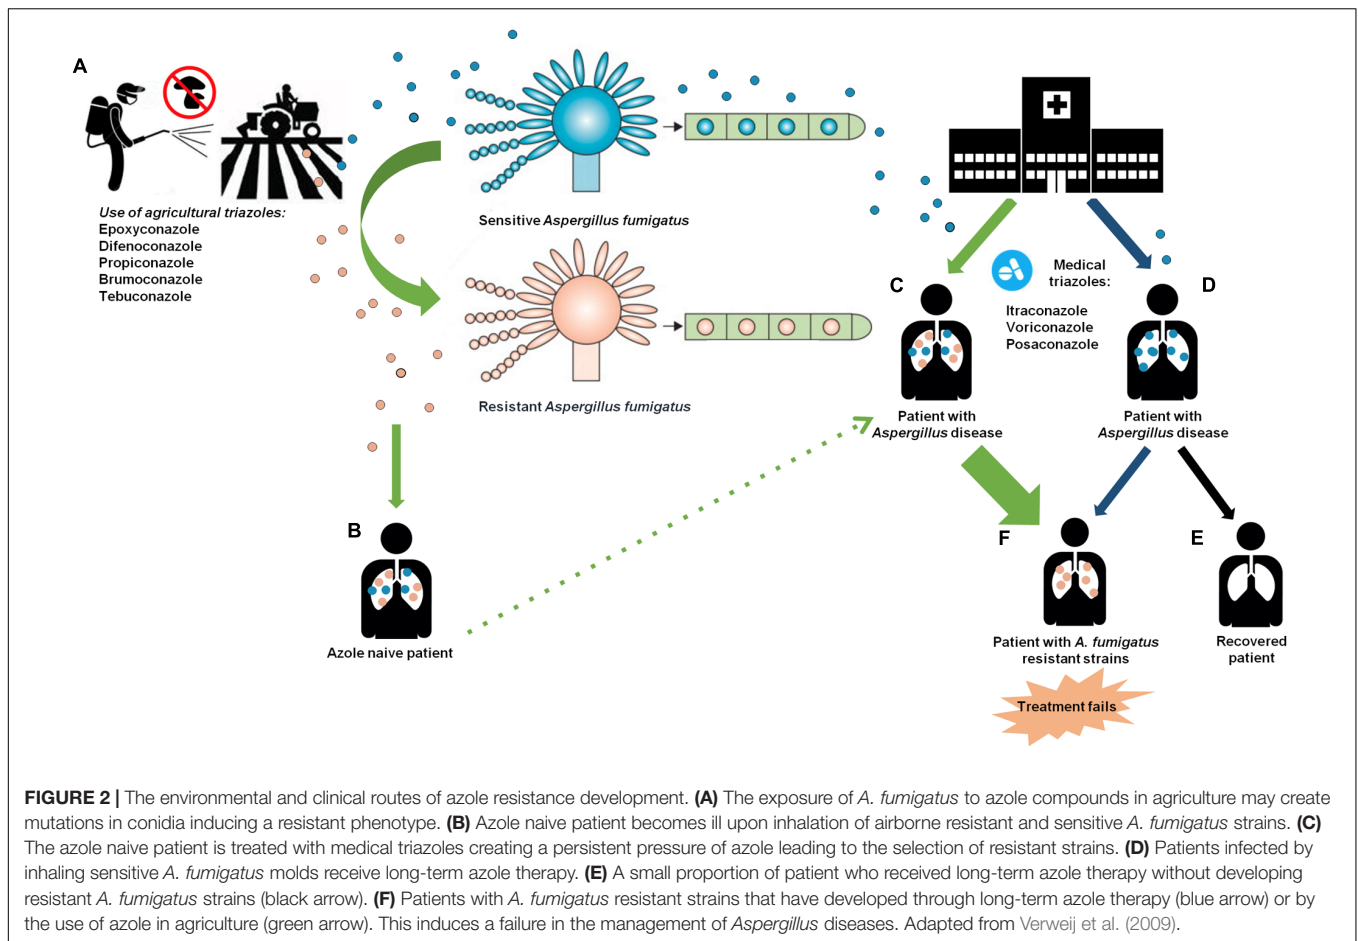 A
Use of agricultural triazoles:
Epoxyconazole
Difenoconazole
Propiconazole
Brumoconazole
Tebuconazole
Sensitive Aspergillus fumigatus
Resistant Aspergillus fumigatus
B
Azole naive patient
C
Medical
triazoles:
Itraconazole
Voriconazole
Posaconazole
D
Patient with
Aspergillus disease
Patient with
Aspergillus disease
F
E
Patient with A. fumigatus
resistant strains
Recovered
patient
Treatment fails
FIGURE 2 | The environmental and clinical routes of azole resistance development. (A) The exposure of A. fumigatus to azole compounds in agriculture may create
mutations in conidia inducing a resistant phenotype. (B) Azole naive patient becomes ill upon inhalation of airborne resistant and sensitive A. fumigatus strains. (C)
The azole naive patient is treated with medical triazoles creating a persistent pressure of azole leading to the selection of resistant strains. (D) Patients infected by
inhaling sensitive A. fumigatus molds receive long-term azole therapy. (E) A small proportion of patient who received long-term azole therapy without developing
resistant A. fumigatus strains (black arrow). (F) Patients with A. fumigatus resistant strains that have developed through long-term azole therapy (blue arrow) or by
the use of azole in agriculture (green arrow). This induces a failure in the management of Aspergillus diseases. Adapted from Verweij et al. (2009).